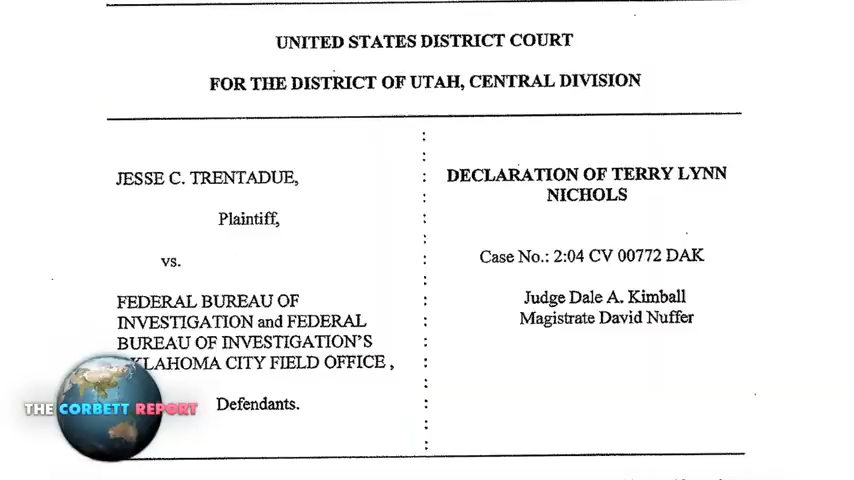 UNITED STATES DISTRICT COURT
FOR THE DISTRICT OF UTAH, CENTRAL DIVISION
JESSE C. TRENTADUE,
Plaintiff,
vs.
FEDERAL BUREAU OF
INVESTIGATION and FEDERAL
BUREAU OF INVESTIGATION'S
OKLAHOMA CITY FIELD OFFICE ,
Defendants.
DECLARATION OF TERRY LYNN
NICHOLS
Case No.: 2:04 CV 00772 DAK
Judge Dale A. Kimball
Magistrate David Nuffer
THE CORBETT REPORT